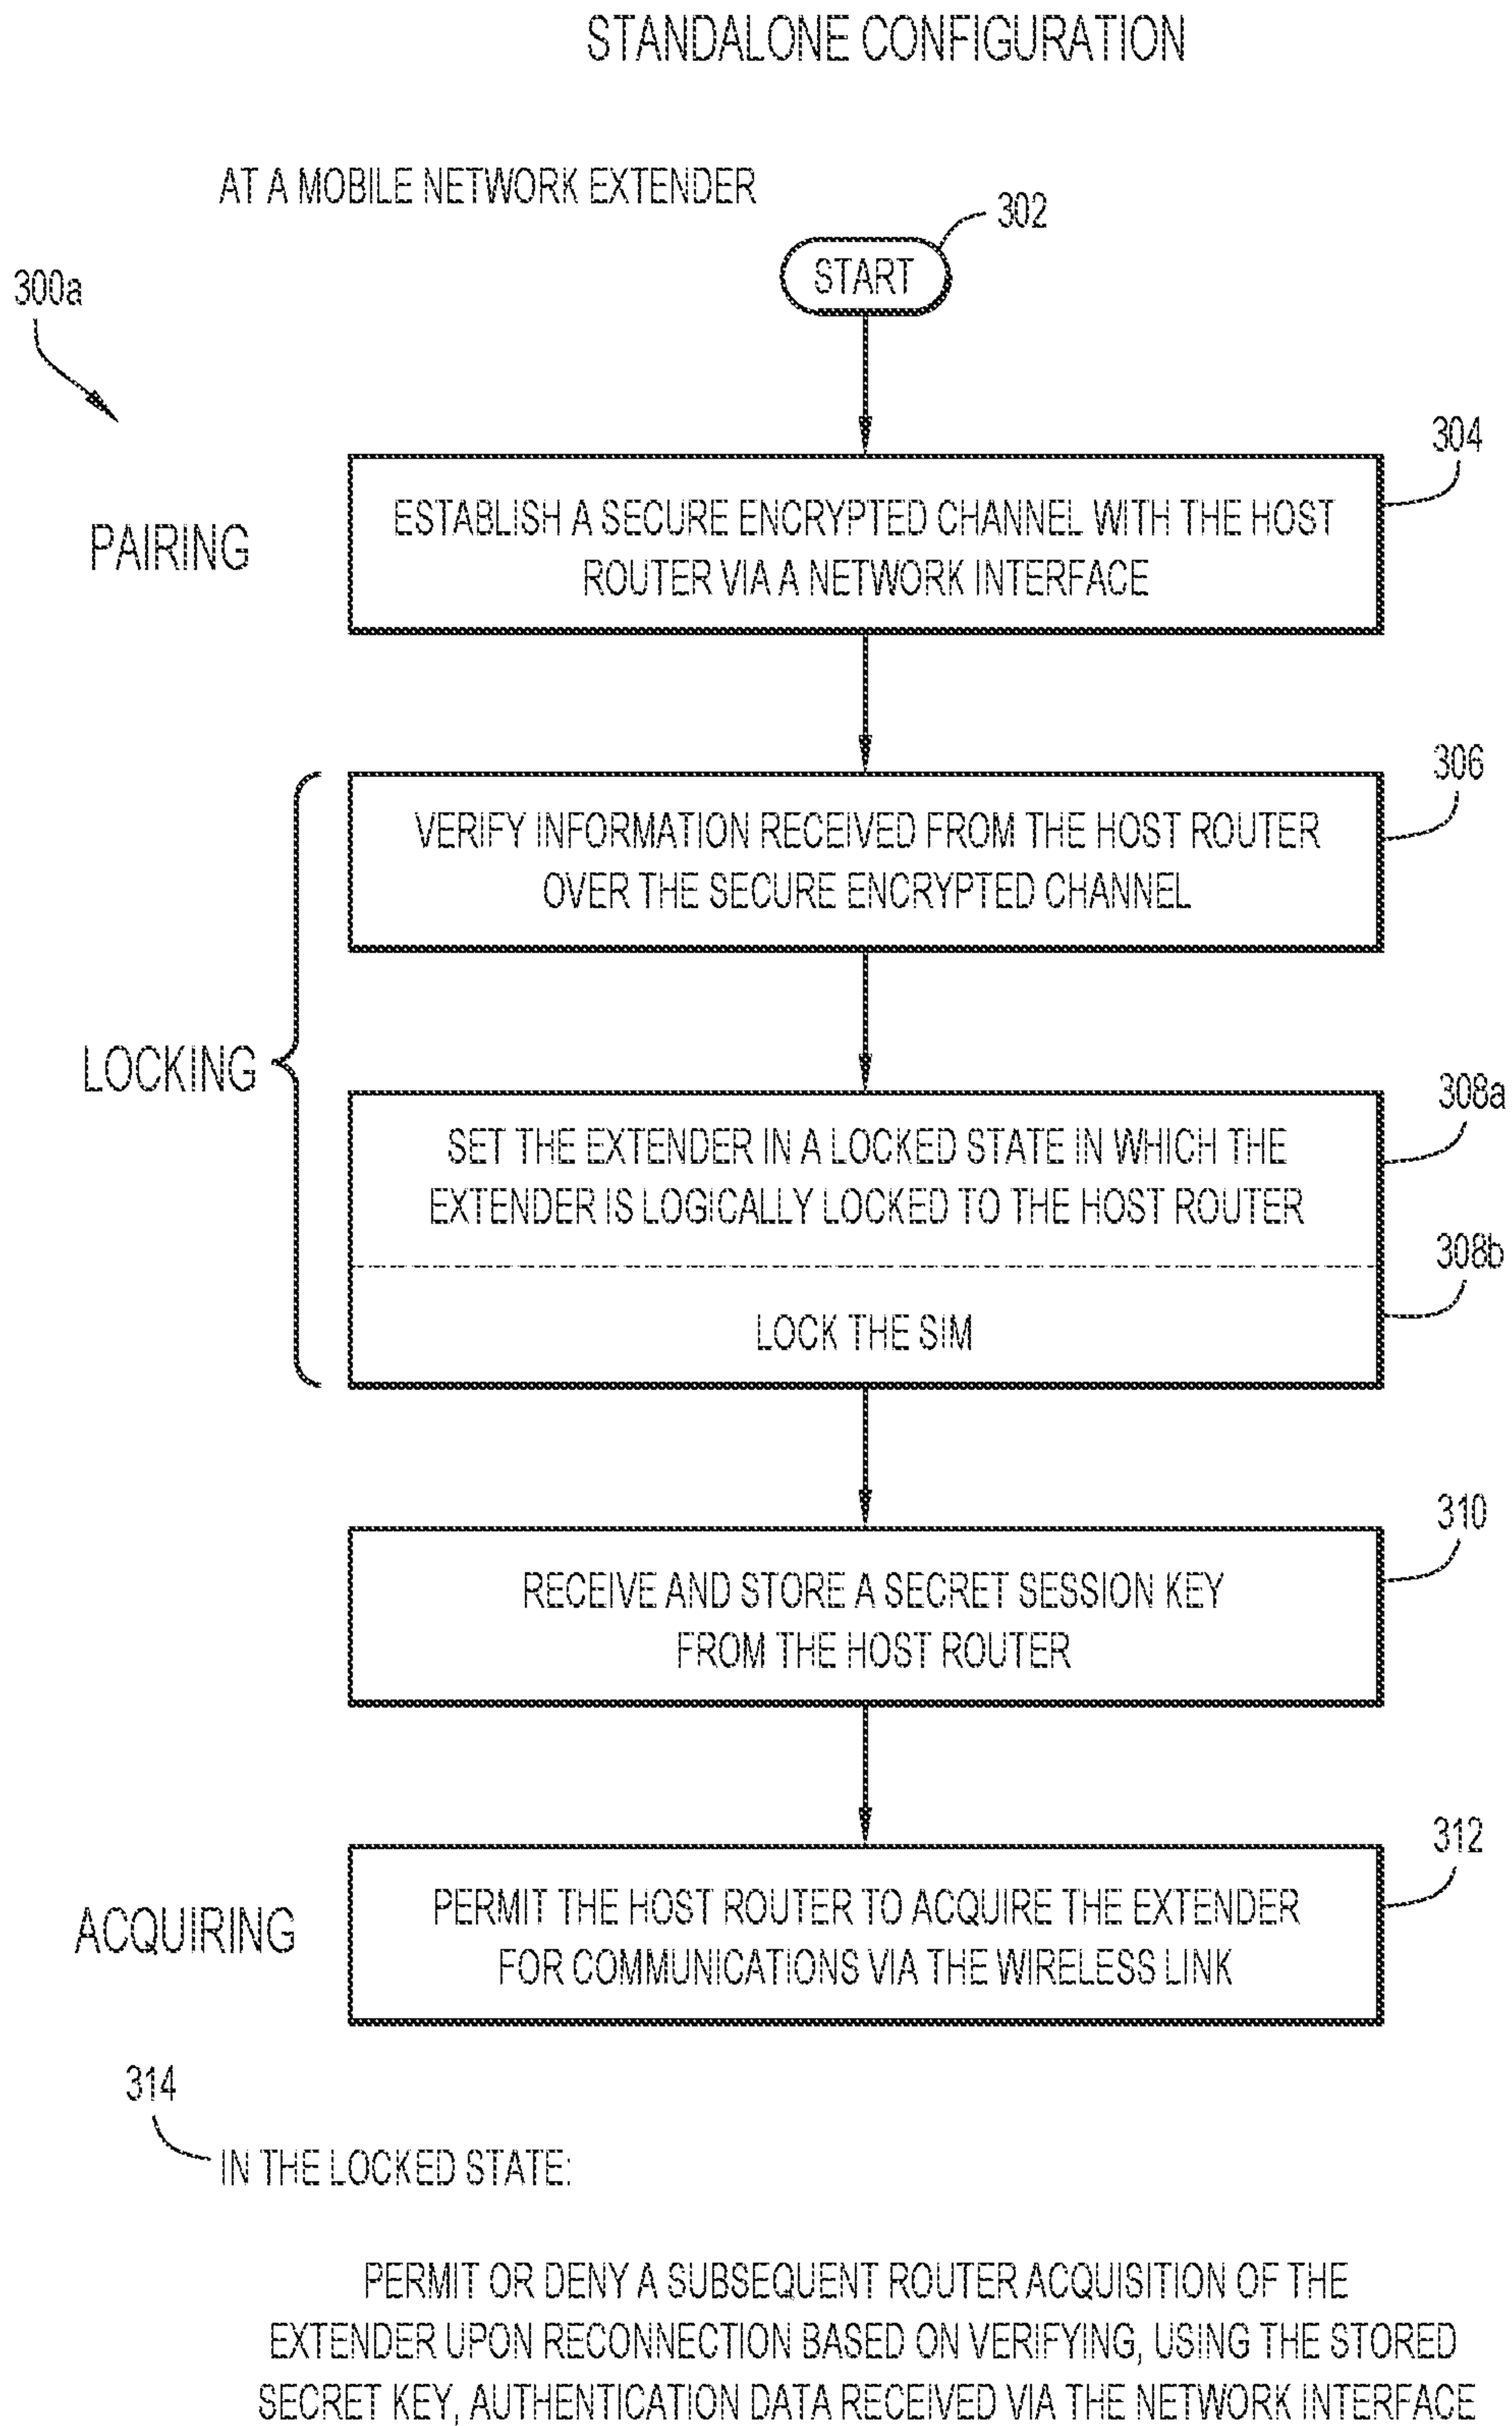 STANDALONE CONFIGURATION
AT A MOBILE NETWORK EXTENDER
302
START
300a
304
PAIRING
ESTABLISH A SECURE ENCRYPTED CHANNEL WITH THE HOST
ROUTER VIA A NETWORK INTERFACE
306
VERIFY INFORMATION RECEIVED FROM THE HOST ROUTER
OVER THE SECURE ENCRYPTED CHANNEL
LOCKING
308a
SET THE EXTENDER IN A LOCKED STATE IN WHICH THE
EXTENDER IS LOGICALLY LOCKED TO THE HOST ROUTER
308b
LOCK THE SIM
310
RECEIVE AND STORE A SECRET SESSION KEY
FROM THE HOST ROUTER
312
ACQUIRING
PERMIT THE HOST ROUTER TO ACQUIRE THE EXTENDER
FOR COMMUNICATIONS VIA THE WIRELESS LINK
314
IN THE LOCKED STATE:
PERMIT OR DENY A SUBSEQUENT ROUTER ACQUISITION OF THE
EXTENDER UPON RECONNECTION BASED ON VERIFYING, USING THE STORED
SECRET KEY, AUTHENTICATION DATA RECEIVED VIA THE NETWORK INTERFACE